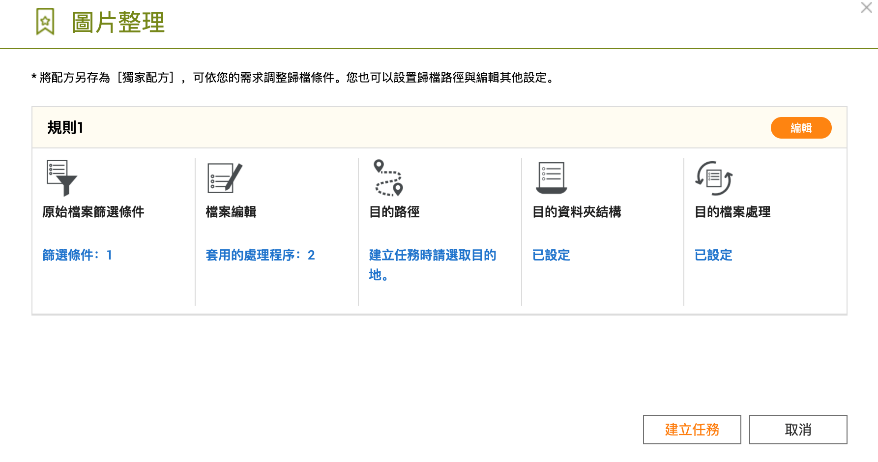 圖片整理
* 將配方另存為［獨家配方］，可依您的需求調整歸檔條件。您也可以設置歸檔路徑與編輯其他設定。
規則1
編輯
原始檔案篩選條件
檔案編輯
目的路徑
目的資料夾結構
目的檔案處理
篩選條件：1
套用的處理程序：2
建立任務時請選取目的
地。
已設定
已設定
建立任務
取消